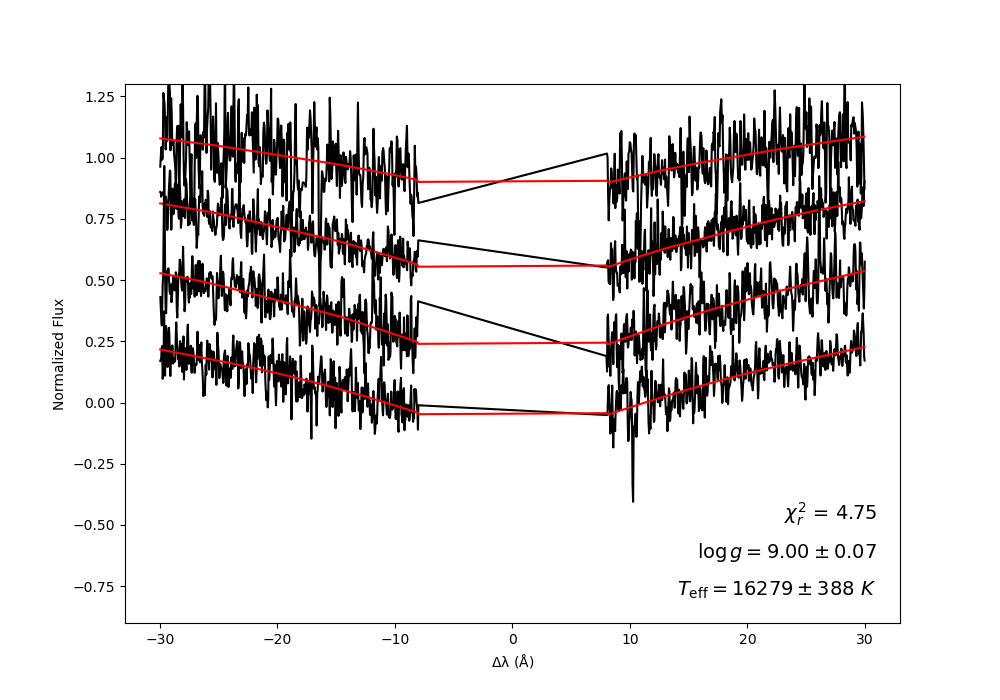 1.25
1.00
0.75
0.50
0.25
0.00
−0.25
−0.50
−0.75
Normalized Flux
χ²ᵣ = 4.75
log g = 9.00 ± 0.07
T_eff = 16279 ± 388 K
−30 −20 −10 0 10 20 30
Δλ (Å)